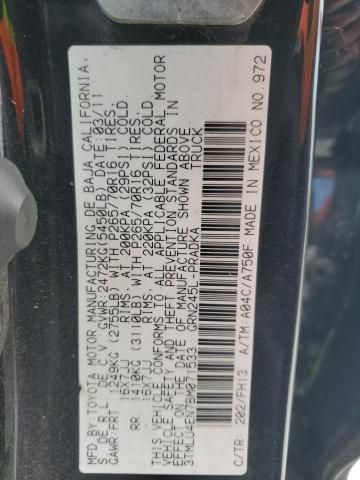 MFD.BY:TOYOTA MOTOR MANUFACTURING DE BAJA CALIFORNIA,
S.DE R.L. DE C.V. GVWR:2472KG(5450LB) DATE: 03/11
GAWR:FRT. 1249KG (2755LB) WITH P265/70R16 TIRES,
16X7JJ RIMS, AT 200KPA (29PSI) COLD
RR. 1410KG (3110LB) WITH P265/70R16 TIRES,
16X7JJ RIMS, AT 220KPA (32PSI) COLD
THIS VEHICLE CONFORMS TO ALL APPLICABLE FEDERAL MOTOR
VEHICLE SAFETY AND THEFT PREVENTION STANDARDS IN
EFFECT ON THE DATE OF MANUFACTURE SHOWN ABOVE.
3TMLU4EN7BM071533 TRUCK
GRN245L-PRADKA
C/TR: 202/FH13 A/TM: A04C/A750F MADE IN MEXICO NO.972